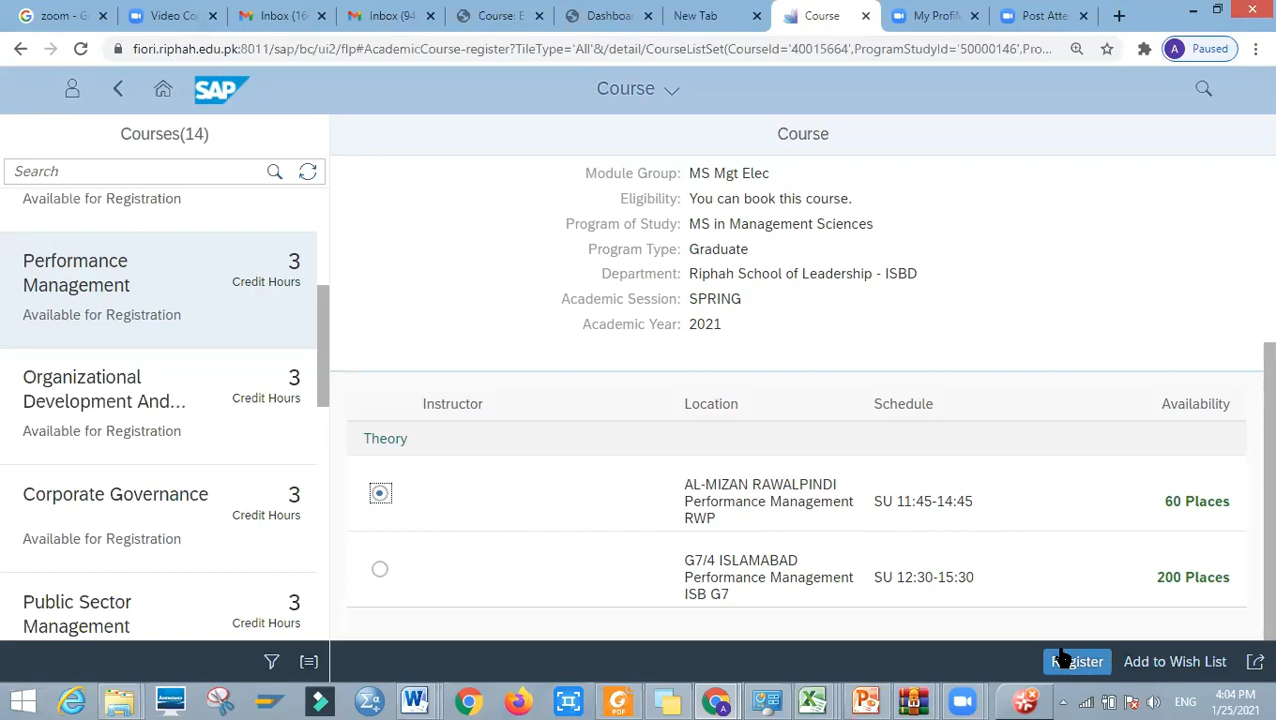 zoom - G
Video Co
Inbox (16
Inbox (94
Course: E
Dashboa
New Tab
Course
My Profil
Post Atte
fiori.riphah.edu.pk:8011/sap/bc/ui2/flp#AcademicCourse-register?TileType='All'&/detail/CourseListSet(CourseId='40015664',ProgramStudyId='50000146',Pro...
A Paused
SAP
Course
Courses(14)
Search
Available for Registration
Performance Management
3
Credit Hours
Available for Registration
Organizational Development And...
3
Credit Hours
Available for Registration
Corporate Governance
3
Credit Hours
Available for Registration
Public Sector Management
3
Credit Hours
Course
Module Group: MS Mgt Elec
Eligibility: You can book this course.
Program of Study: MS in Management Sciences
Program Type: Graduate
Department: Riphah School of Leadership - ISBD
Academic Session: SPRING
Academic Year: 2021
Instructor Location Schedule Availability
Theory
AL-MIZAN RAWALPINDI
Performance Management
RWP
SU 11:45-14:45
60 Places
G7/4 ISLAMABAD
Performance Management
ISB G7
SU 12:30-15:30
200 Places
Register
Add to Wish List
ENG
4:04 PM
1/25/2021